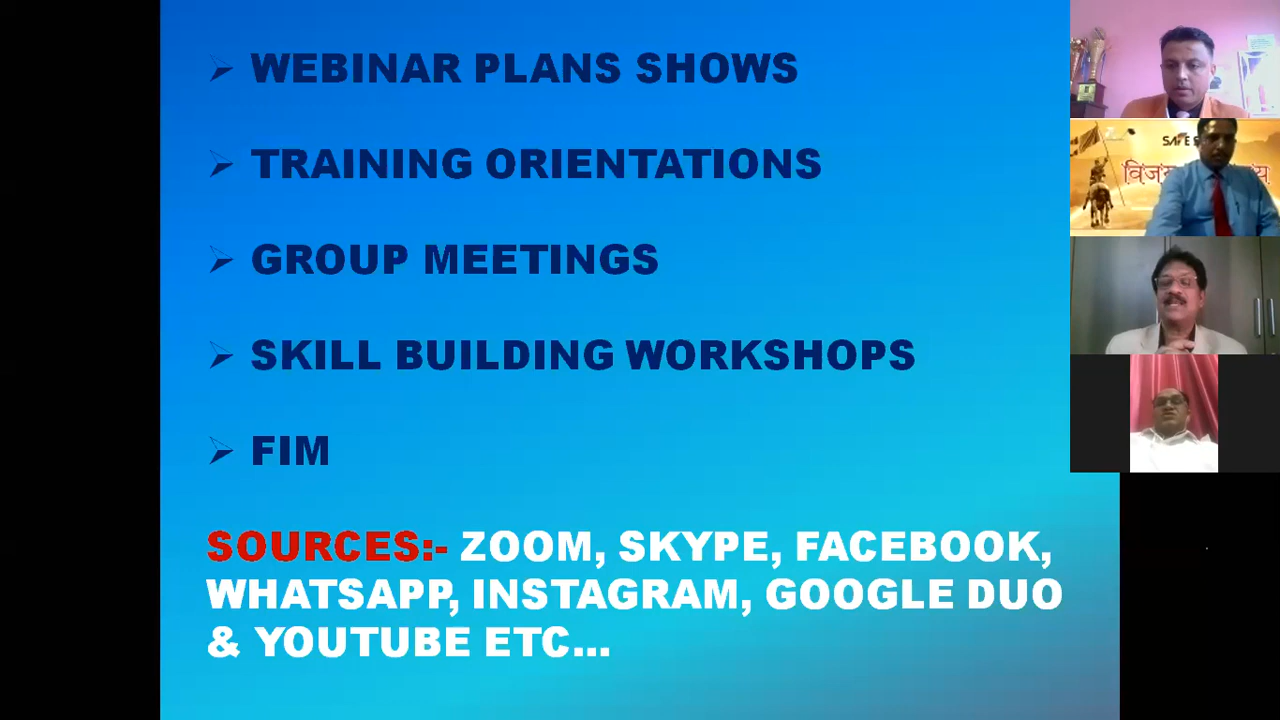 ➢ WEBINAR PLANS SHOWS
➢ TRAINING ORIENTATIONS
➢ GROUP MEETINGS
➢ SKILL BUILDING WORKSHOPS
➢ FIM
SOURCES:- ZOOM, SKYPE, FACEBOOK,
WHATSAPP, INSTAGRAM, GOOGLE DUO
& YOUTUBE ETC...